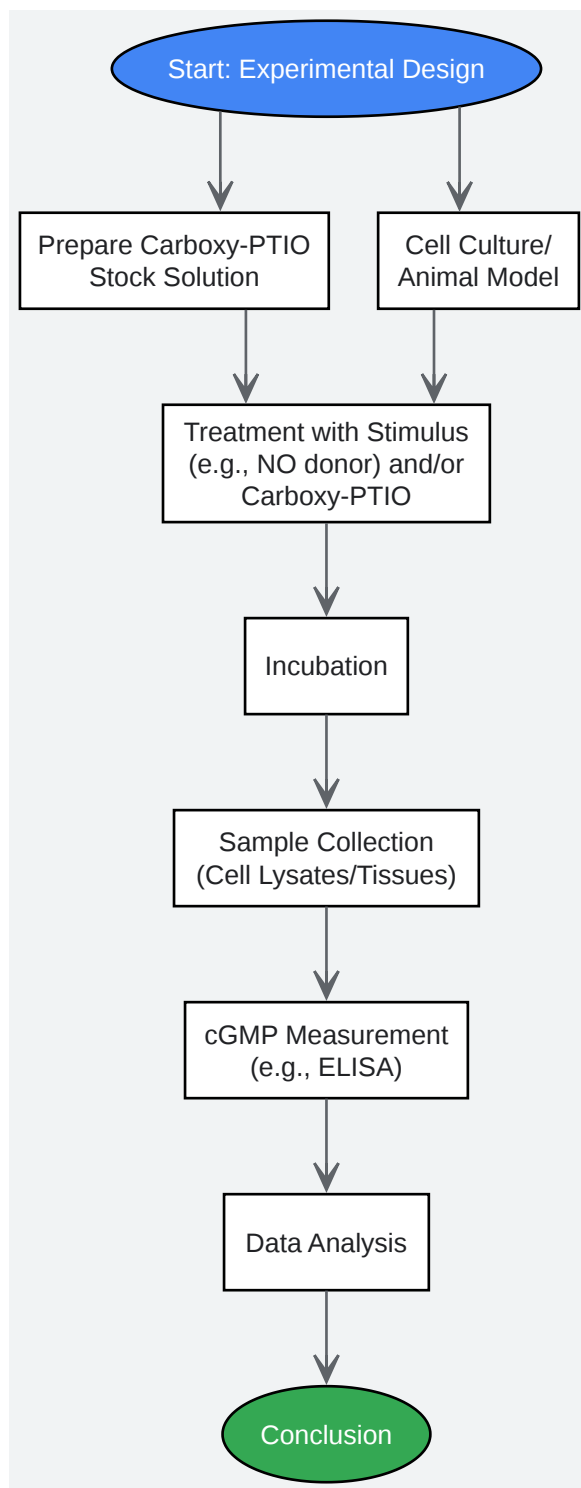 Start: Experimental Design
Prepare Carboxy-PTIO
Stock Solution
Cell Culture/
Animal Model
Treatment with Stimulus
(e.g., NO donor) and/or
Carboxy-PTIO
Incubation
Sample Collection
(Cell Lysates/Tissues)
cGMP Measurement
(e.g., ELISA)
Data Analysis
Conclusion